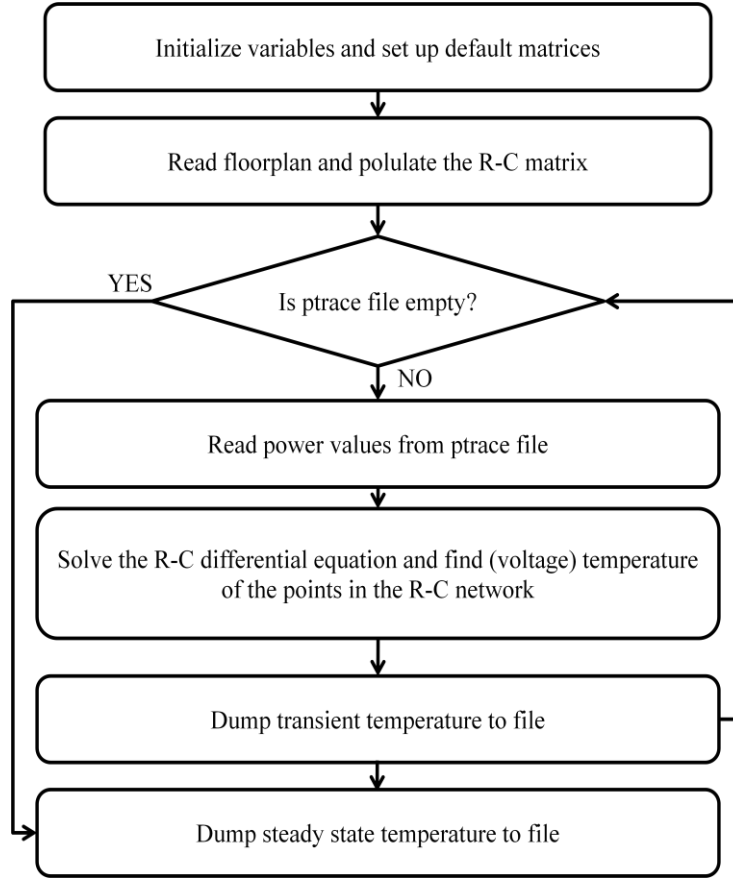 Initialize variables and set up default matrices
Read floorplan and polulate the R-C matrix
YES
Is ptrace file empty?
NO
Read power values from ptrace file
Solve the R-C differential equation and find (voltage) temperature
of the points in the R-C network
Dump transient temperature to file
Dump steady state temperature to file